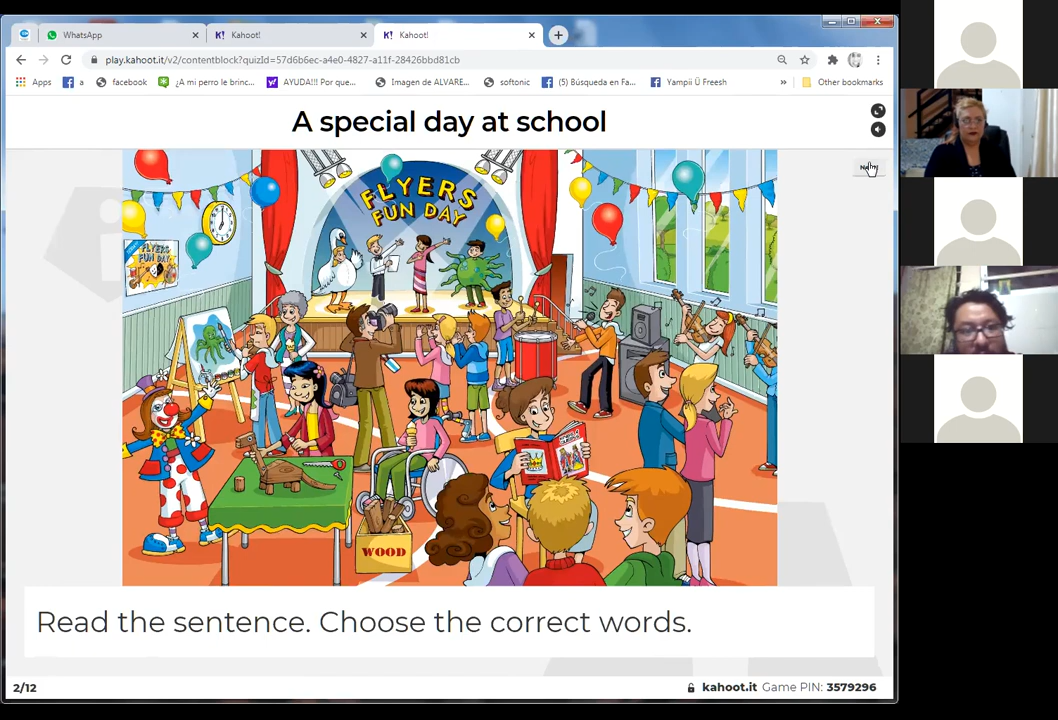 WhatsApp
Kahoot!
Kahoot!
play.kahoot.it/v2/contentblock?quizId=57d6b6ec-a4e0-4827-a11f-28426bbd81cb
Apps
a
facebook
¿A mi perro le brinc...
AYUDA!!! Por que...
Imagen de ALVARE...
softonic
(5) Búsqueda en Fa...
Yampii Ü Freesh
»
Other bookmarks
A special day at school
FLYERS
FUN DAY
FLYERS
FUN DAY
WOOD
Read the sentence. Choose the correct words.
2/12
kahoot.it Game PIN: 3579296